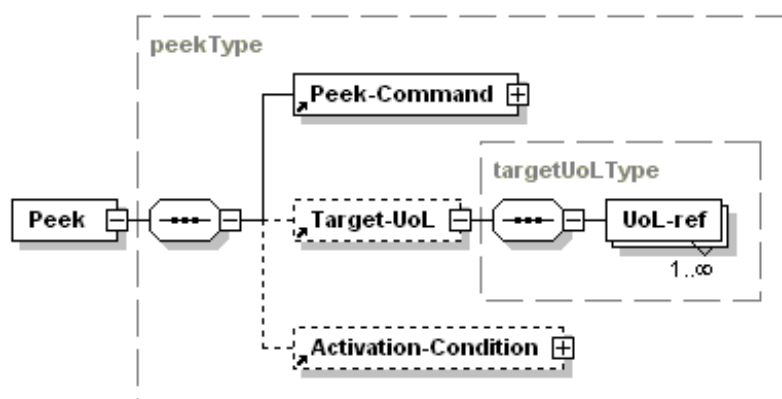 peekType
Peek-Command
targetUoLType
Peek
Target-UoL
UoL-ref
1..∞
Activation-Condition